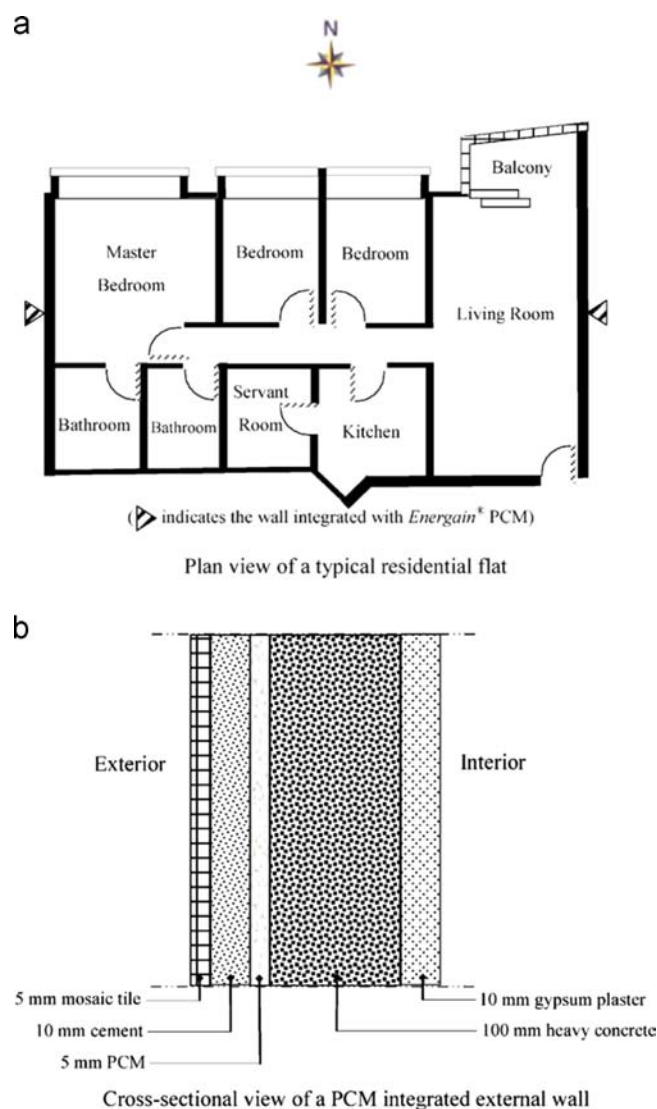 a
N
Balcony
Master
Bedroom
Bedroom
Bedroom
Living Room
Bathroom
Bathroom
Servant
Room
Kitchen
( indicates the wall integrated with Energain® PCM)
Plan view of a typical residential flat
b
Exterior
Interior
5 mm mosaic tile
10 mm cement
5 mm PCM
10 mm gypsum plaster
100 mm heavy concrete
Cross-sectional view of a PCM integrated external wall